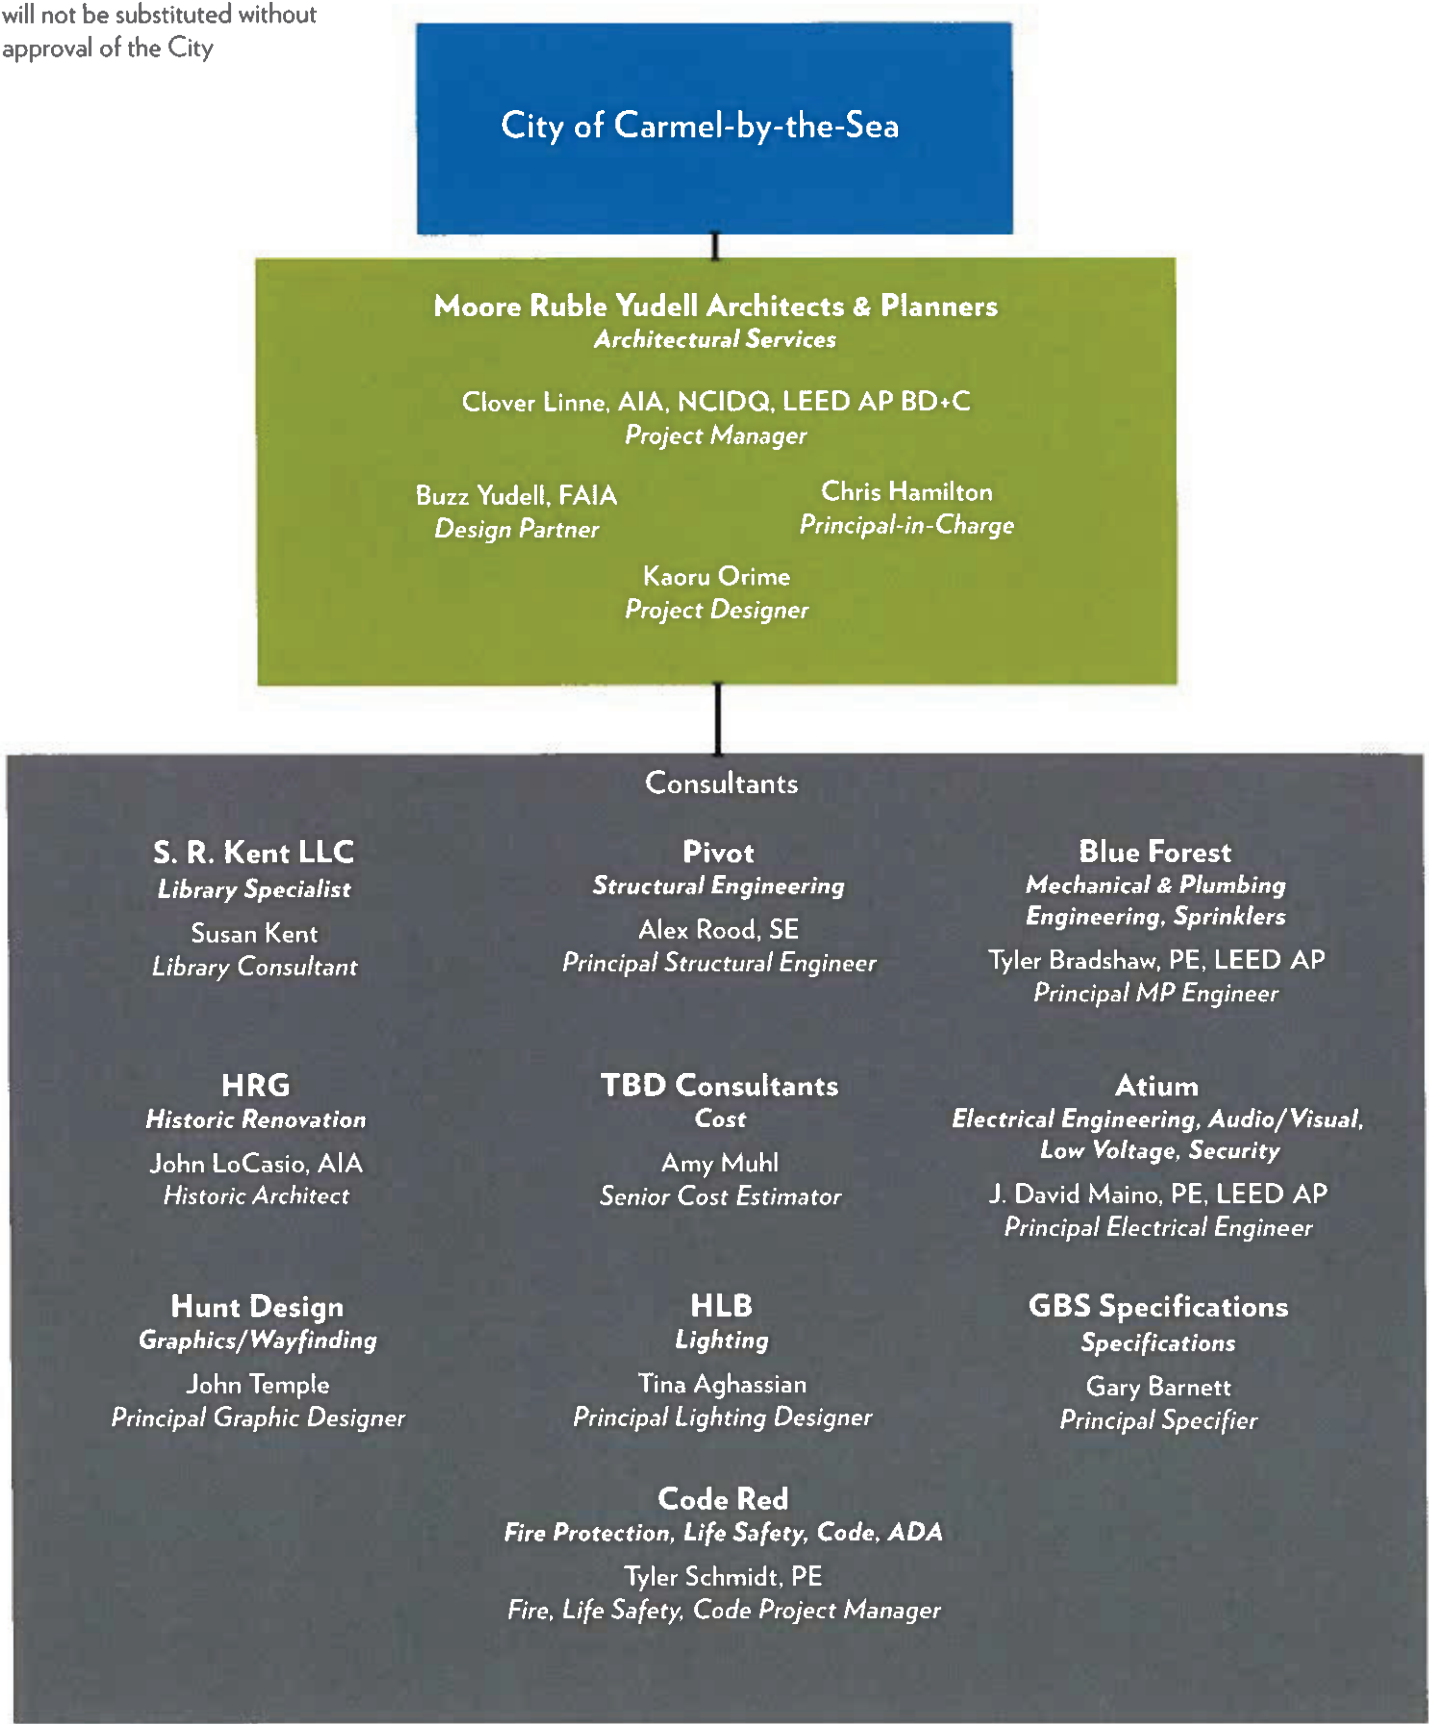 will not be substituted without
approval of the City
City of Carmel-by-the-Sea
Moore Ruble Yudell Architects & Planners
Architectural Services
Clover Linne, AIA, NCIDQ, LEED AP BD+C
Project Manager
Buzz Yudell, FAIA
Design Partner
Chris Hamilton
Principal-in-Charge
Kaoru Orime
Project Designer
Consultants
S. R. Kent LLC
Library Specialist
Susan Kent
Library Consultant
Pivot
Structural Engineering
Alex Rood, SE
Principal Structural Engineer
Blue Forest
Mechanical & Plumbing
Engineering, Sprinklers
Tyler Bradshaw, PE, LEED AP
Principal MP Engineer
HRG
Historic Renovation
John LoCasio, AIA
Historic Architect
TBD Consultants
Cost
Amy Muhl
Senior Cost Estimator
Atium
Electrical Engineering, Audio/Visual,
Low Voltage, Security
J. David Maino, PE, LEED AP
Principal Electrical Engineer
Hunt Design
Graphics/Wayfinding
John Temple
Principal Graphic Designer
HLB
Lighting
Tina Aghassian
Principal Lighting Designer
GBS Specifications
Specifications
Gary Barnett
Principal Specifier
Code Red
Fire Protection, Life Safety, Code, ADA
Tyler Schmidt, PE
Fire, Life Safety, Code Project Manager